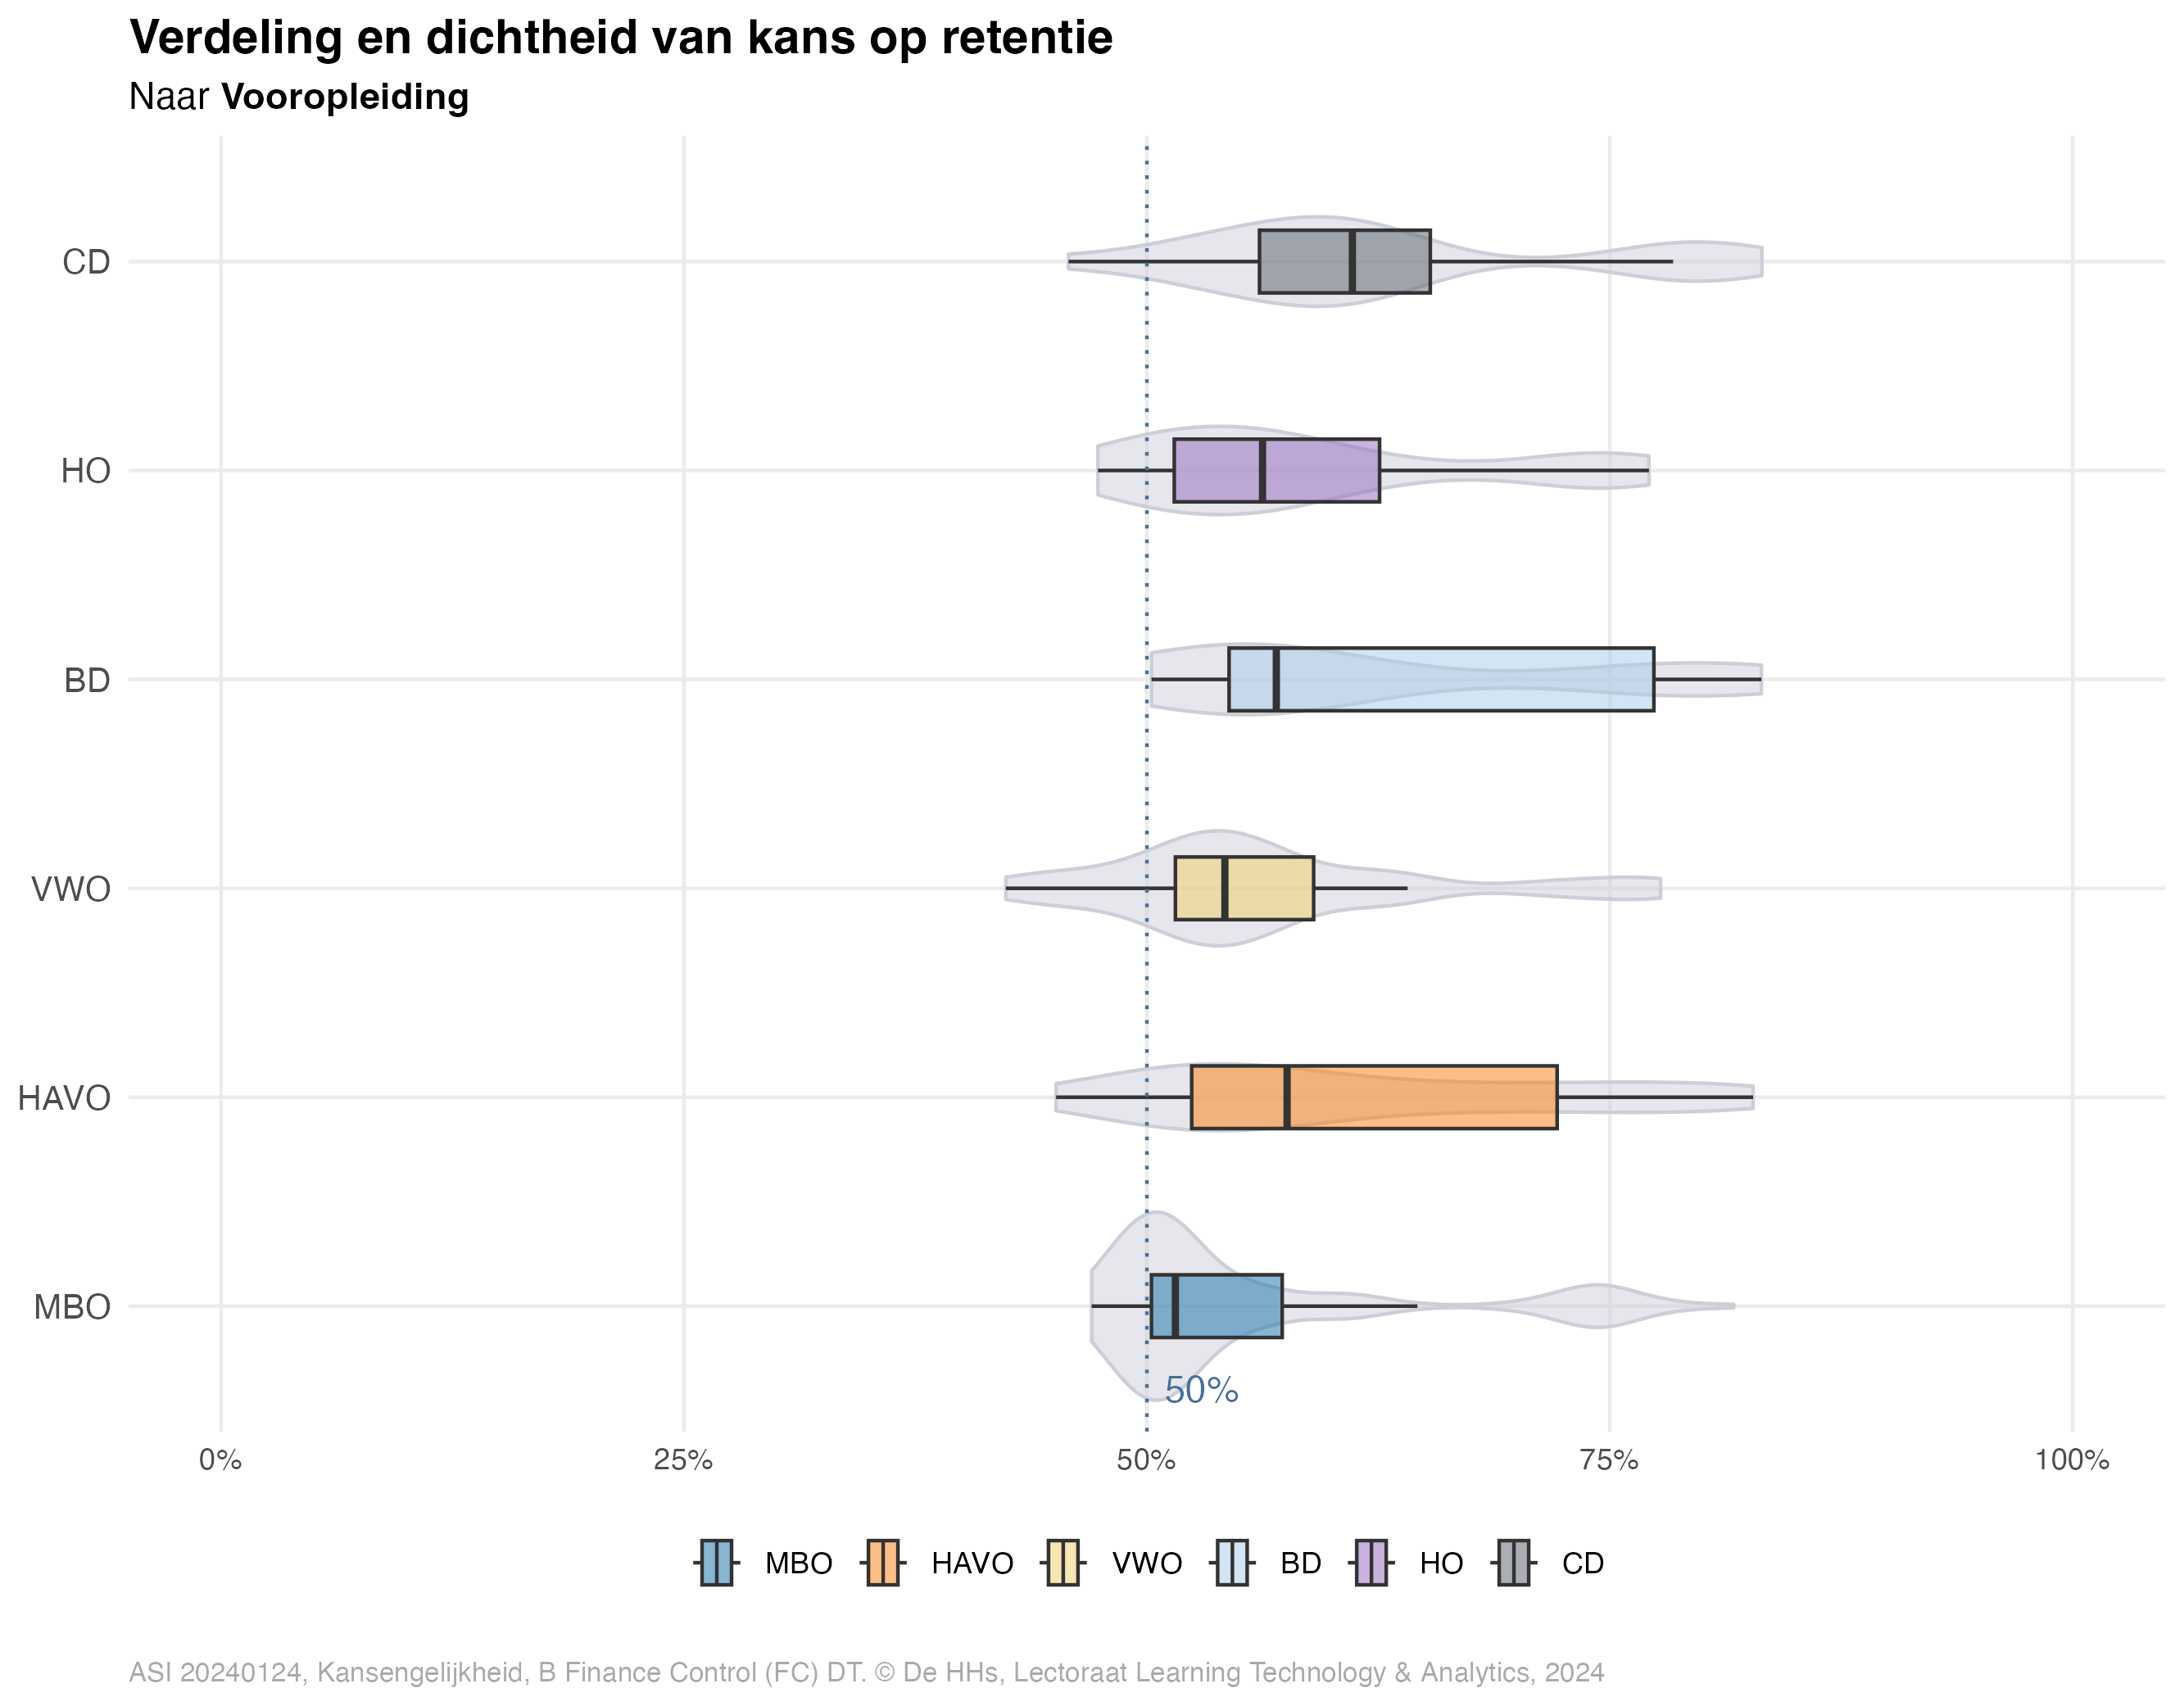 Verdeling en dichtheid van kans op retentie
Naar Vooropleiding
CD
HO
BD
VWO
HAVO
MBO
50%
0% 25% 50% 75% 100%
MBO HAVO VWO BD HO CD
ASI 20240124, Kansengelijkheid, B Finance Control (FC) DT. © De HHs, Lectoraat Learning Technology & Analytics, 2024